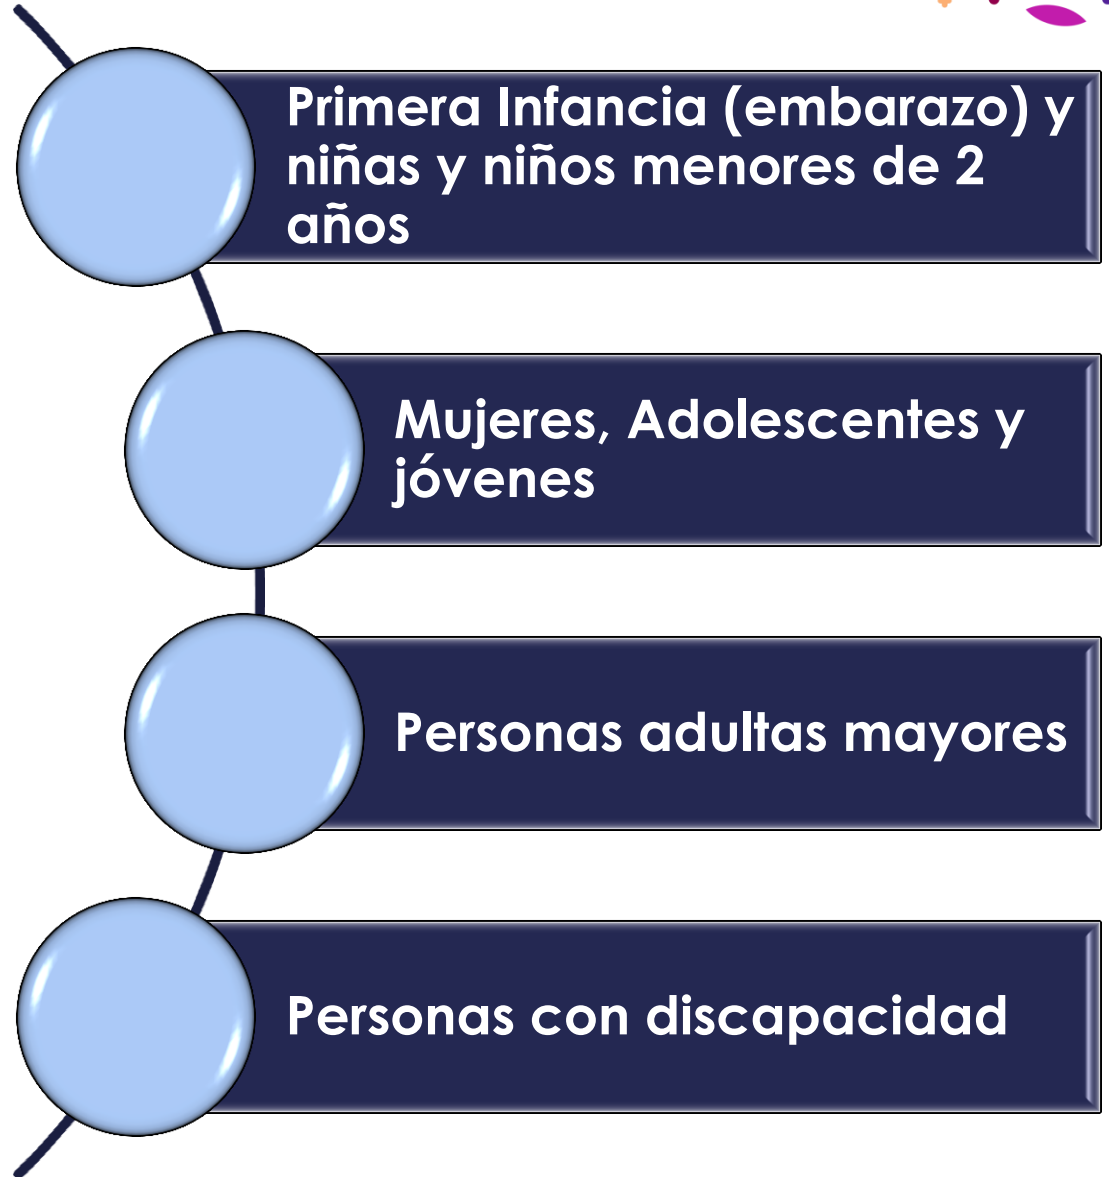 Primera Infancia (embarazo) y
niñas y niños menores de 2
años
Mujeres, Adolescentes y
jóvenes
Personas adultas mayores
Personas con discapacidad